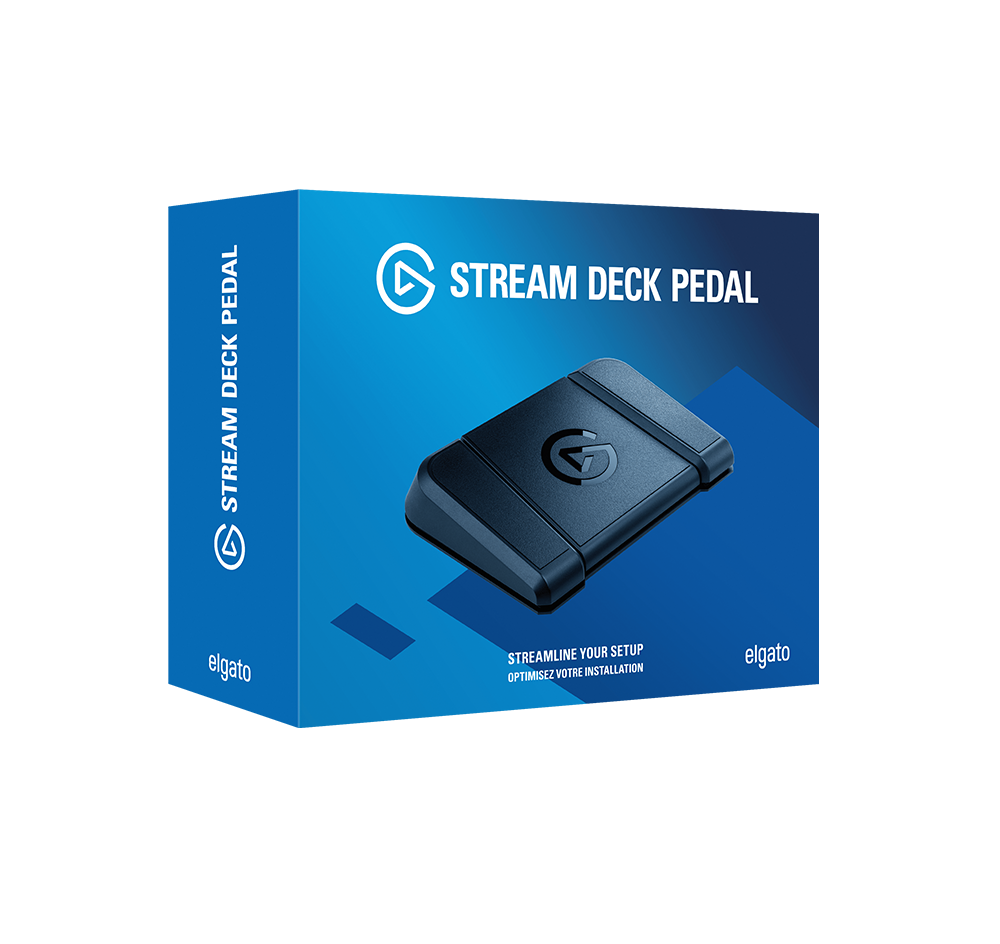 STREAM DECK PEDAL
elgato
STREAM DECK PEDAL
STREAMLINE YOUR SETUP
OPTIMISEZ VOTRE INSTALLATION
elgato